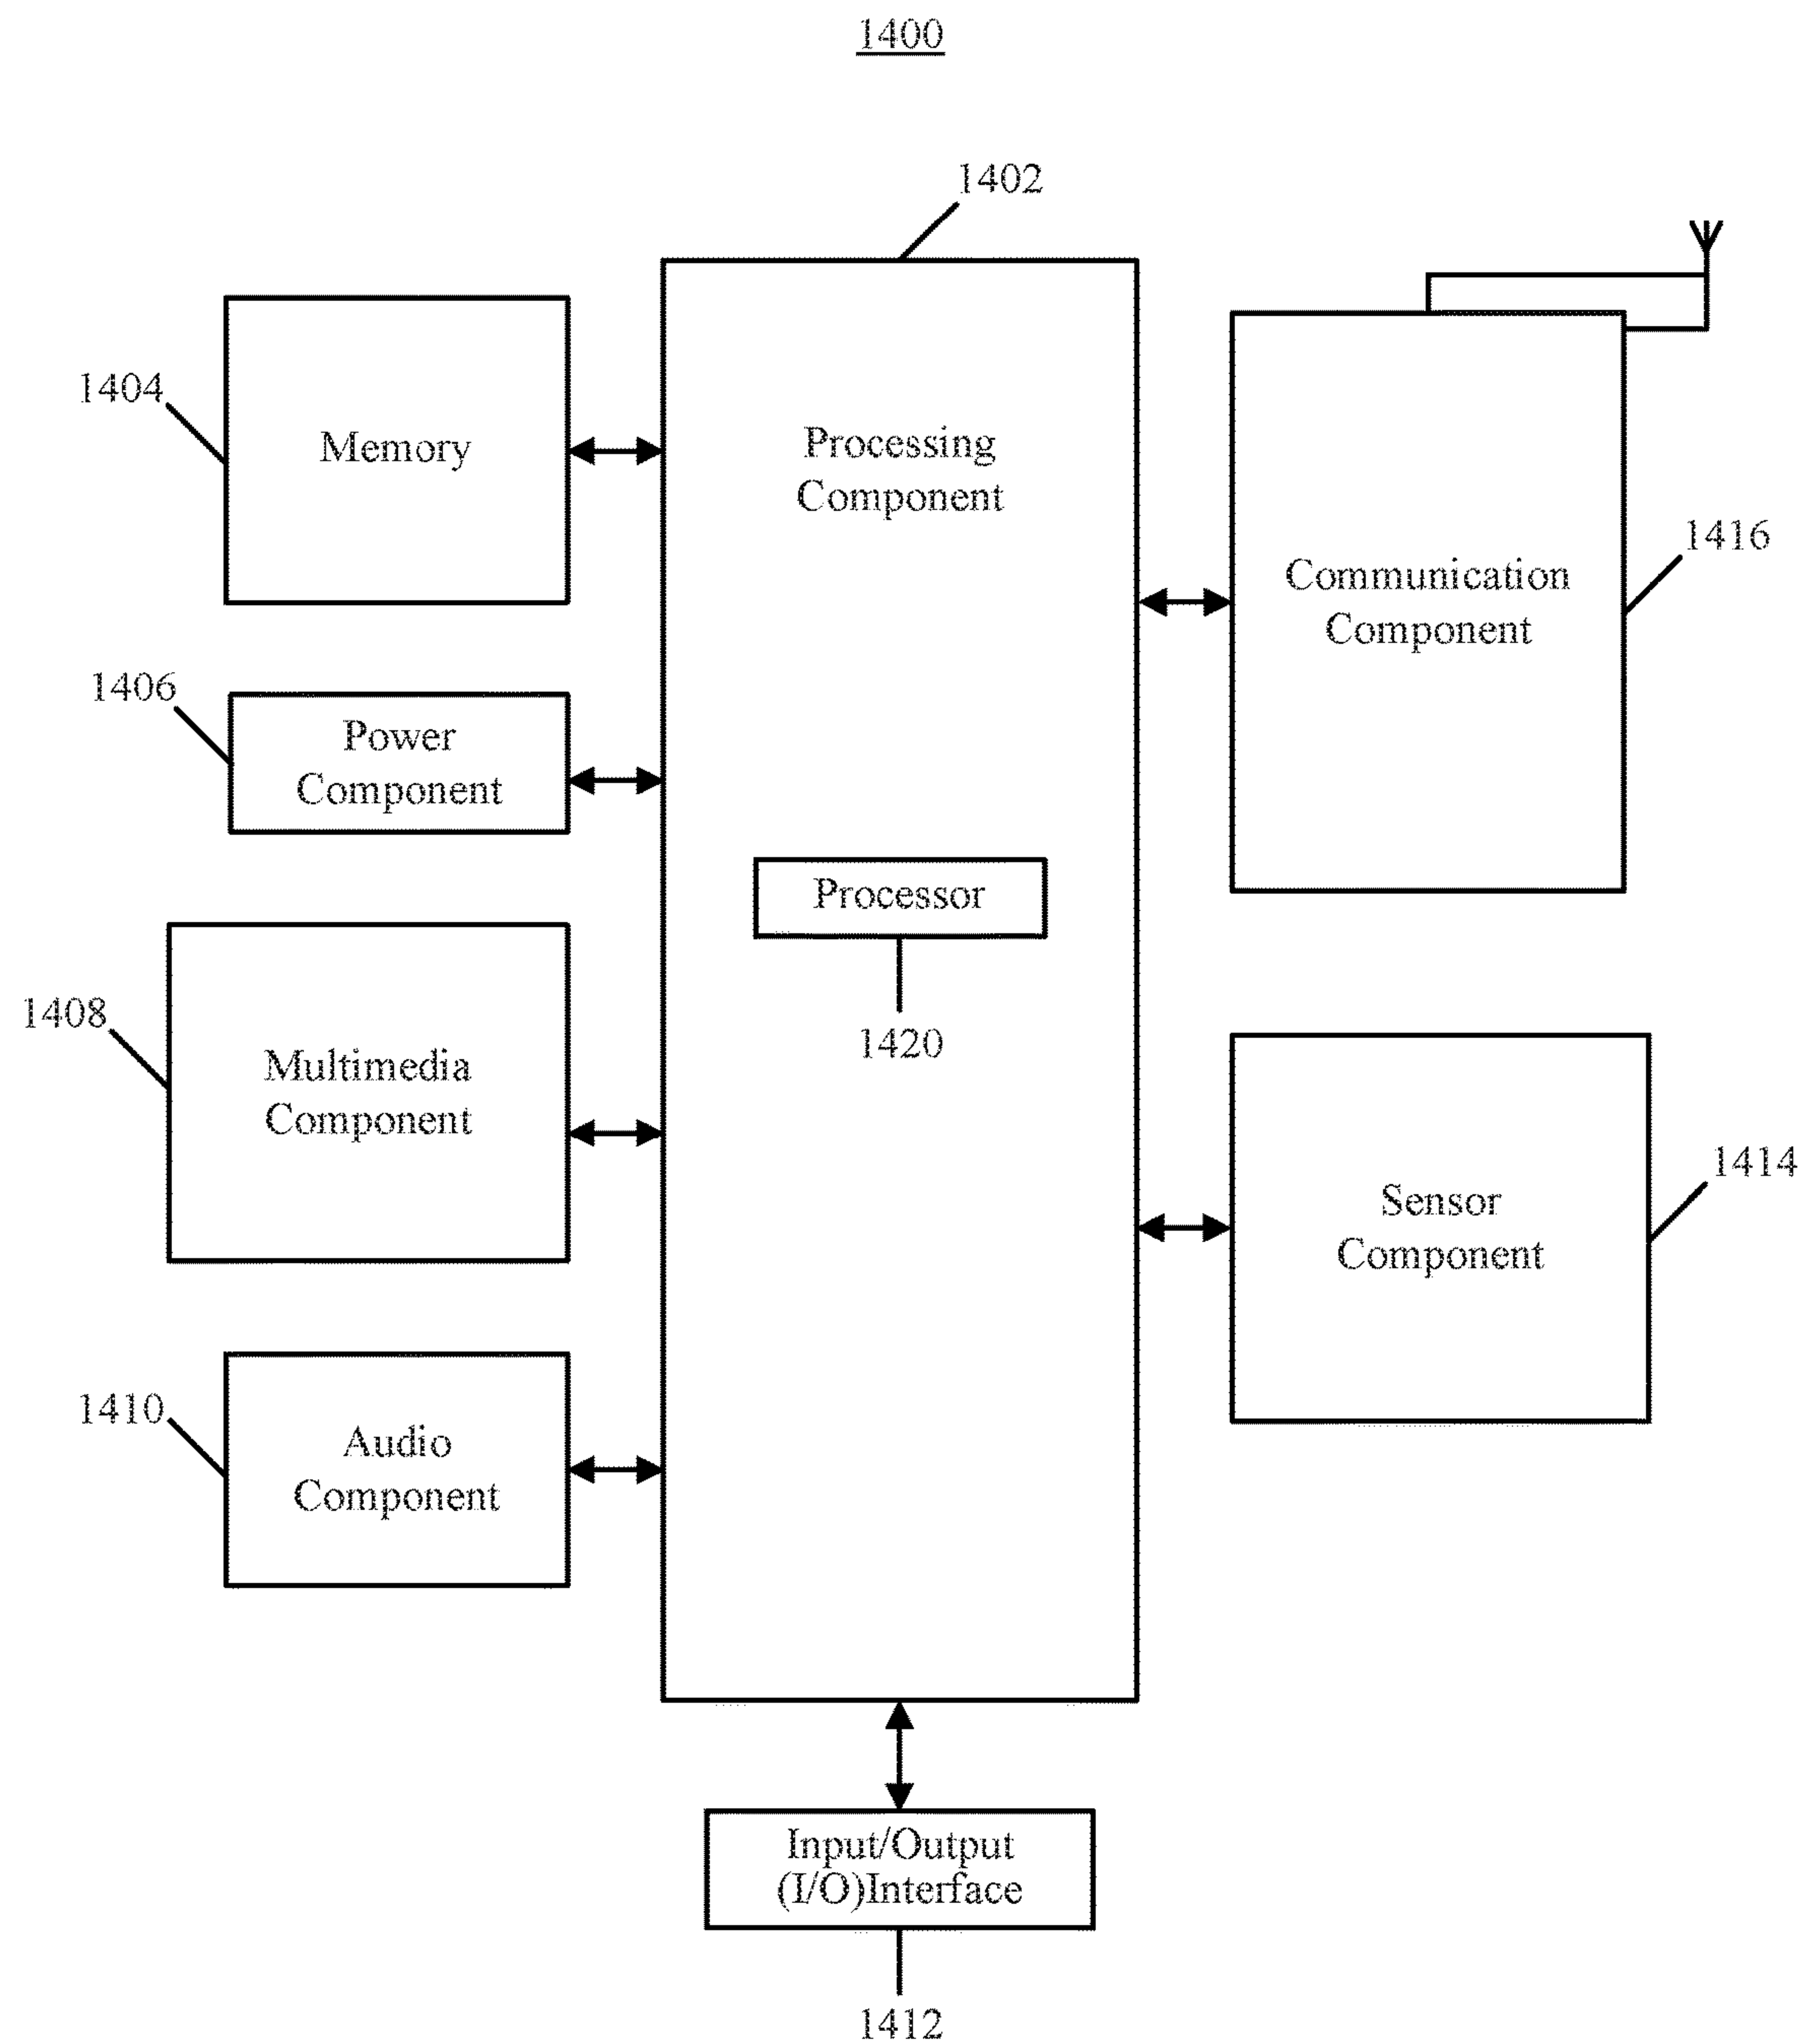 1400
1402
1404
Memory
Processing
Component
1416
Communication
Component
1406
Power
Component
Processor
1420
1408
Multimedia
Component
1414
Sensor
Component
1410
Audio
Component
Input/Output
(I/O)Interface
1412